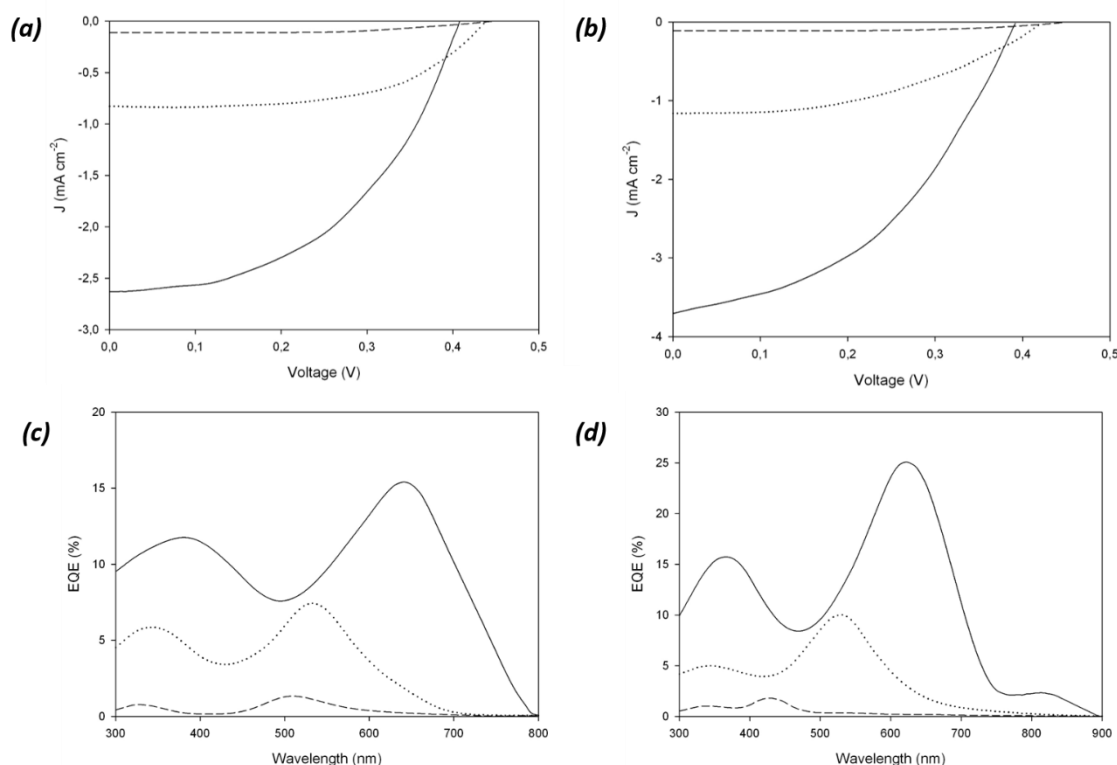 (a)
0,0
-0,5
-1,0
-1,5
-2,0
-2,5
-3,0
J (mA cm-2)
0,0 0,1 0,2 0,3 0,4 0,5
Voltage (V)
(b)
0
-1
-2
-3
-4
J (mA cm-2)
0,0 0,1 0,2 0,3 0,4 0,5
Voltage (V)
(c)
20
15
10
5
0
EQE (%)
300 400 500 600 700 800
Wavelength (nm)
(d)
30
25
20
15
10
5
0
EQE (%)
300 400 500 600 700 800 900
Wavelength (nm)